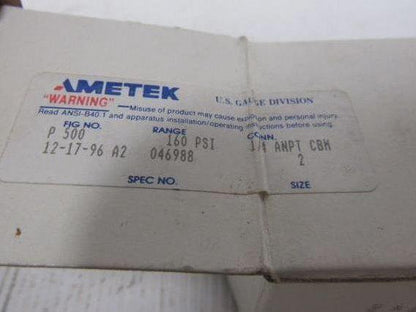 AMETEK
U.S. GAUGE DIVISION
"WARNING" —Misuse of product may cause explosion and personal injury.
Read ANSI-B40.1 and apparatus installation/operating instructions before using.
FIG NO. RANGE CONN.
P 500 160 PSI 1/4 ANPT CBM
12-17-96 A2 046988 2
SPEC NO. SIZE